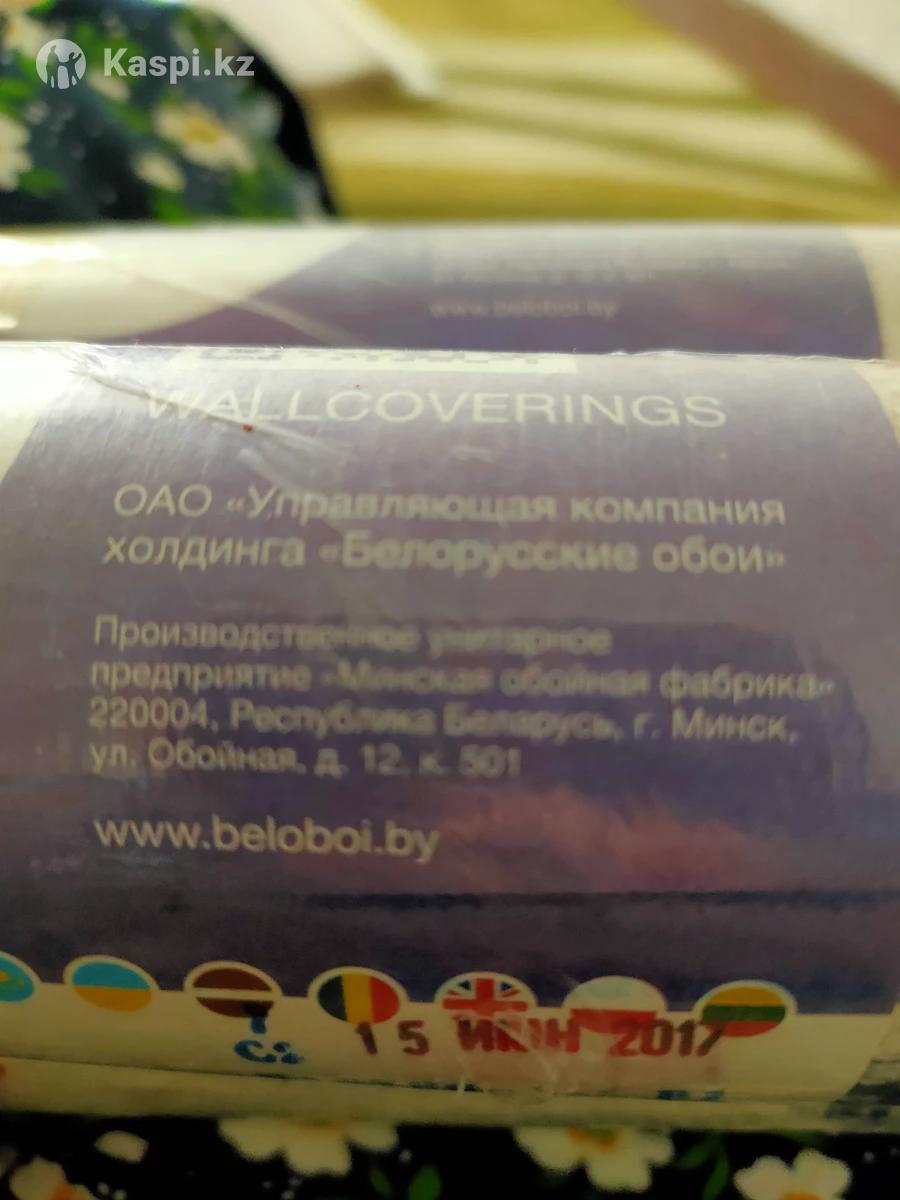 Kaspi.kz
www.beloboi.by
WALLCOVERINGS
ОАО «Управляющая компания
холдинга «Белорусские обои»
Производственное унитарное
предприятие «Минская обойная фабрика»
220004, Республика Беларусь, г. Минск,
ул. Обойная, д. 12, к. 501
www.beloboi.by
15 ИЮН 2017